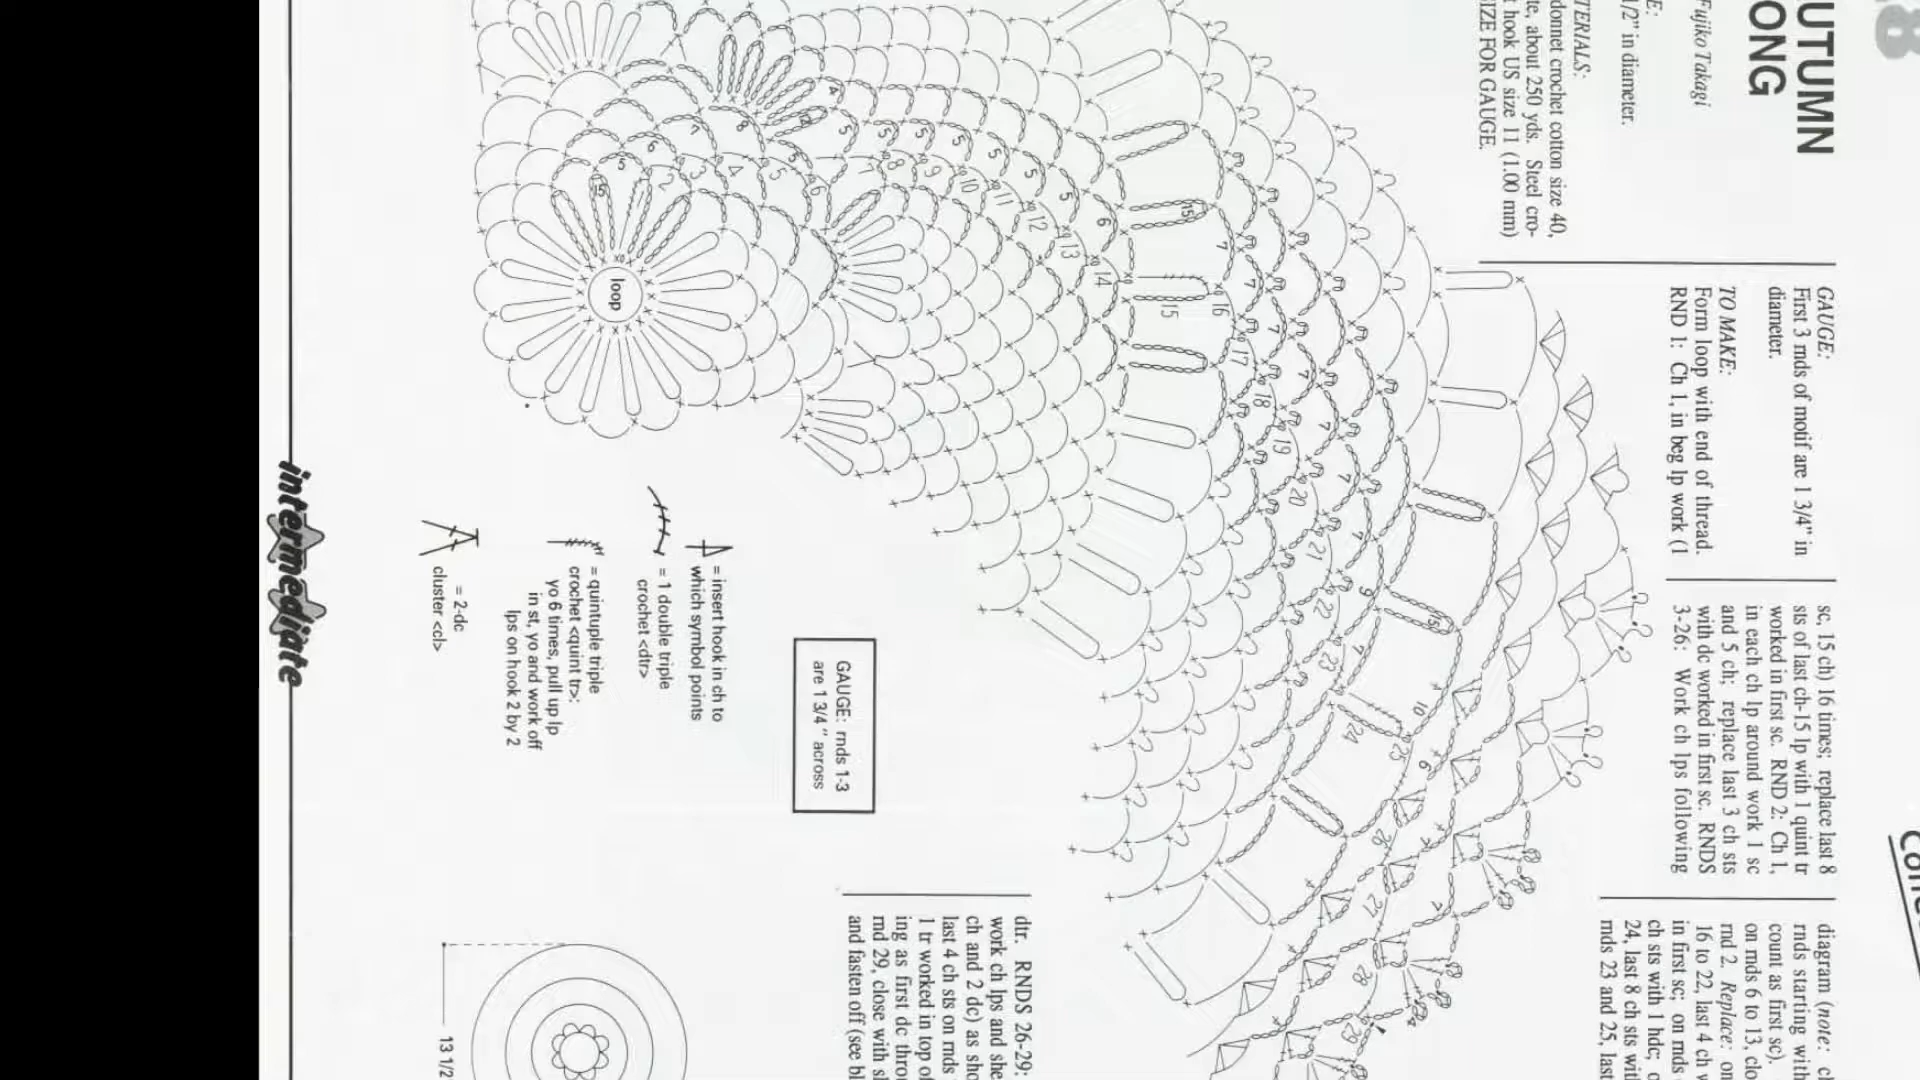 8
UTUMN
ONG
Fujiko Takagi
E:
1/2" in diameter.
TERIALS:
donnet crochet cotton size 40,
te, about 250 yds. Steel cro-
t hook US size 11 (1.00 mm)
SIZE FOR GAUGE.
GAUGE:
First 3 rnds of motif are 1 3/4" in
diameter.
TO MAKE:
Form loop with end of thread.
RND 1: Ch 1, in beg lp work (1
sc, 15 ch) 16 times; replace last 8
sts of last ch-15 lp with 1 quint tr
worked in first sc. RND 2: Ch 1,
in each ch lp around work 1 sc
and 5 ch; replace last 3 ch sts
with dc worked in first sc. RNDS
3-26: Work ch lps following
diagram (note: cl
rnds starting with
count as first sc).
on rnds 6 to 13, clo
rnd 2. Replace: on
16 to 22, last 4 ch w
in first sc; on rnds
ch sts with 1 hdc, c
24, last 8 ch sts wit
rnds 23 and 25, last
dtr. RNDS 26-29:
work ch lps and she
ch and 2 dc) as sho
last 4 ch sts on rnds
1 tr worked in top of
ing as first dc throu
rnd 29, close with sl
and fasten off (see bl
loop
GAUGE: rnds 1-3
are 1 3/4" across
= insert hook in ch to
which symbol points
= 1 double triple
crochet <dtr>
= quintuple triple
crochet <quint tr>:
yo 6 times, pull up lp
in st, yo and work off
lps on hook 2 by 2
= 2-dc
cluster <cl>
13 1/2
intermediate